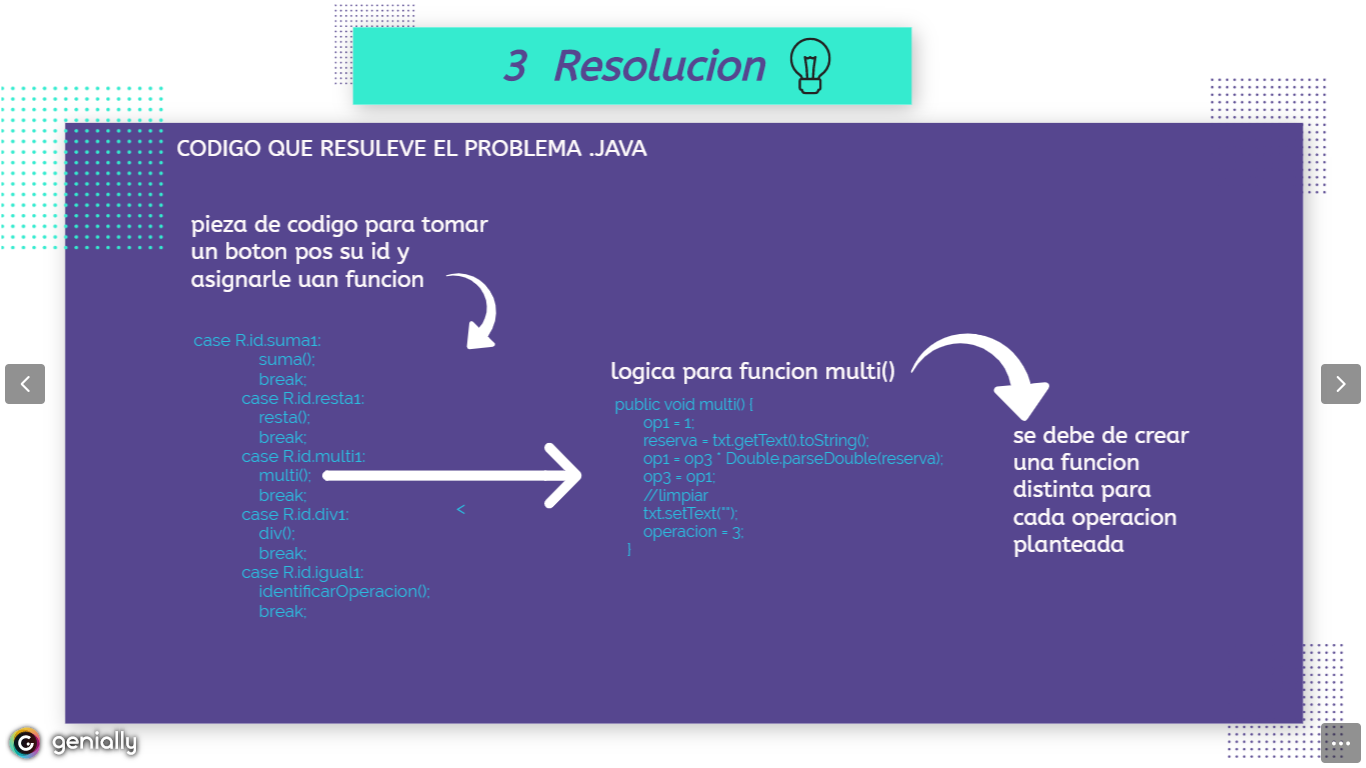 3 Resolucion
CODIGO QUE RESULEVE EL PROBLEMA .JAVA
pieza de codigo para tomar
un boton pos su id y
asignarle uan funcion
case R.id.suma1:
suma();
break;
case R.id.resta1:
resta();
break;
case R.id.multi1:
multi();
break;
case R.id.div1:
div();
break;
case R.id.igual1:
identificarOperacion();
break;
<
logica para funcion multi()
public void multi() {
op1 = 1;
reserva = txt.getText().toString();
op1 = op3 * Double.parseDouble(reserva);
op3 = op1;
//limpiar
txt.setText("");
operacion = 3;
}
se debe de crear
una funcion
distinta para
cada operacion
planteada
genially